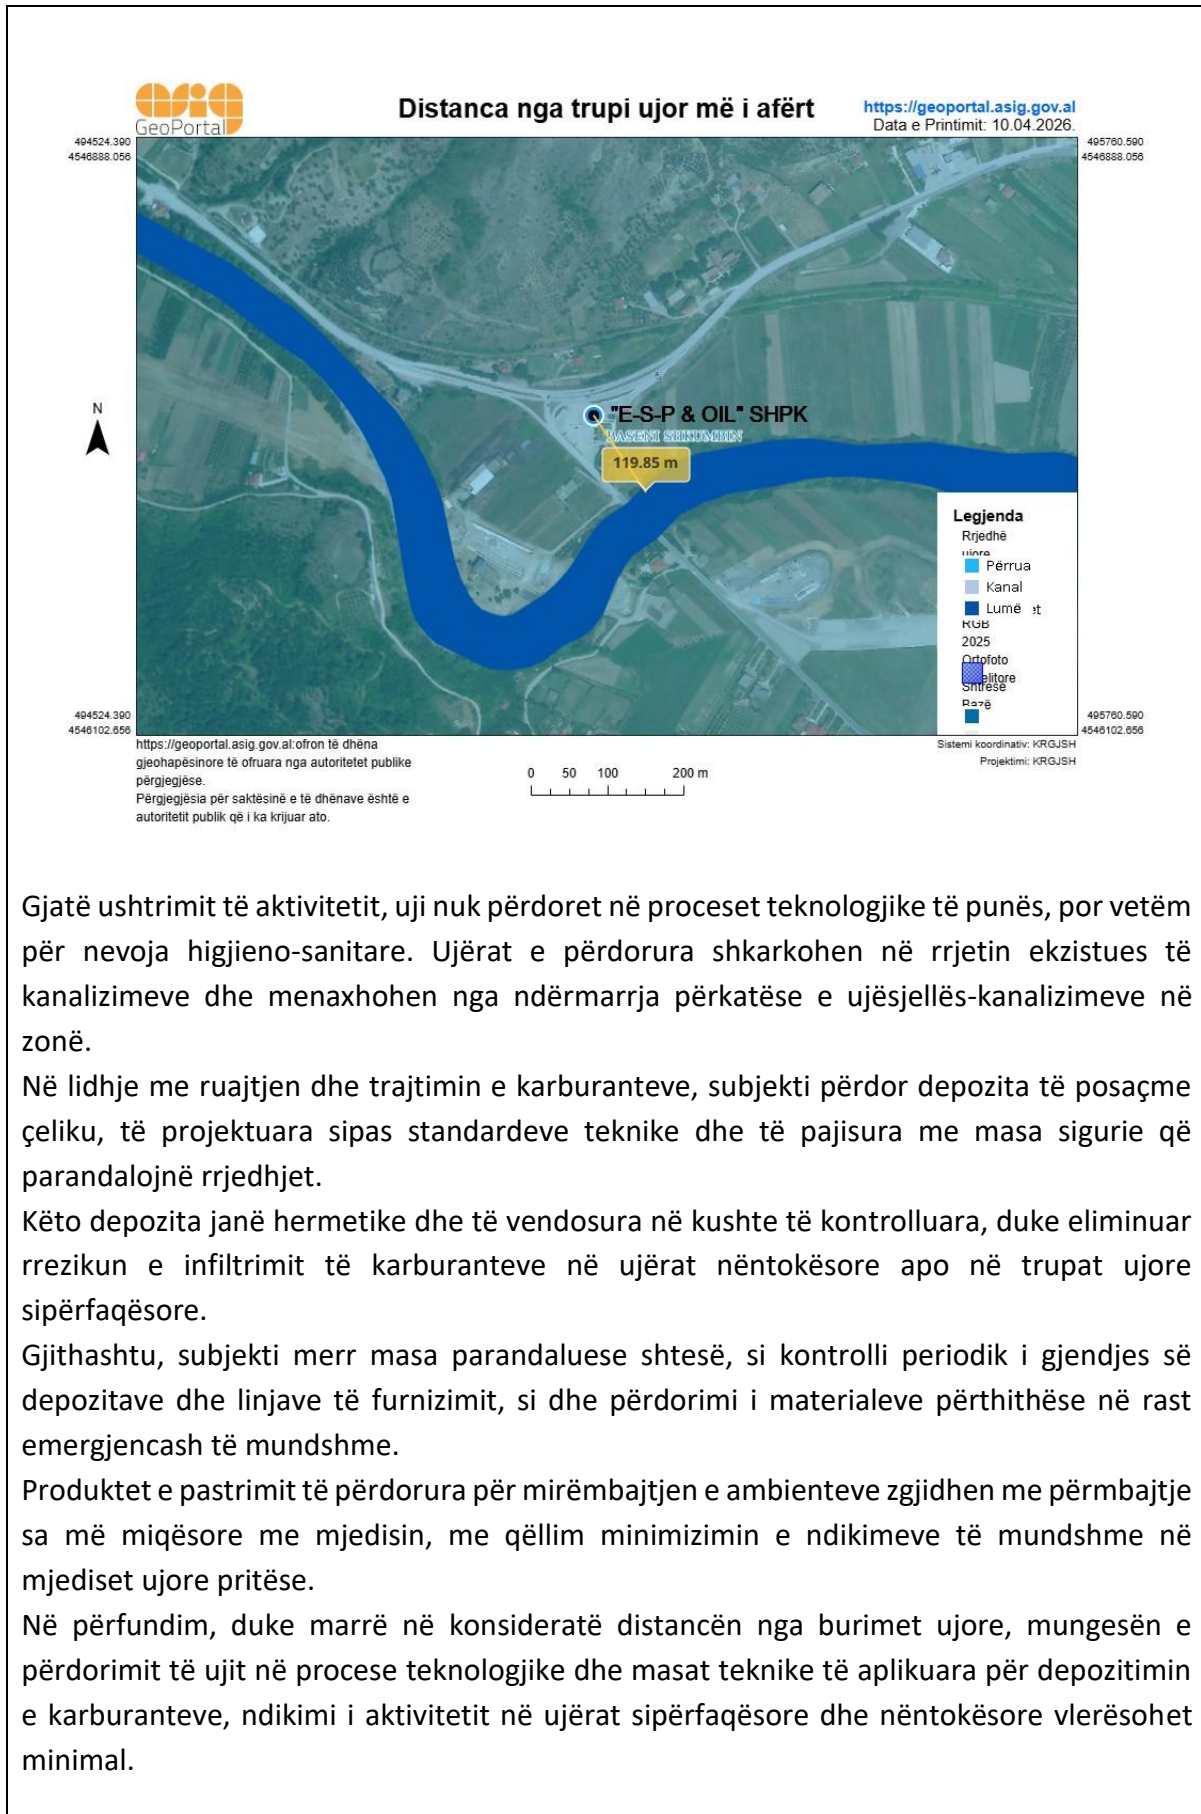 asig
GeoPortal
Distanca nga trupi ujor më i afërt
https://geoportal.asig.gov.al
Data e Printimit: 10.04.2026.
494524.390
4546888.056
495760.590
4546888.056
N
"E-S-P & OIL" SHPK
BASENI SHKUMBIN
119.85 m
Legjenda
Rrjedhë
ujore
Përrua
Kanal
Lumë
RGB
2025
Ortofoto
Shtresë
Bazë
494524.390
4546102.656
495760.590
4546102.656
https://geoportal.asig.gov.al:ofron të dhëna
gjeohapësinore të ofruara nga autoritetet publike
përgjegjëse.
Përgjegjësia për saktësinë e të dhënave është e
autoritetit publik që i ka krijuar ato.
0 50 100 200 m
Sistemi koordinativ: KRGJSH
Projektimi: KRGJSH
Gjatë ushtrimit të aktivitetit, uji nuk përdoret në proceset teknologjike të punës, por vetëm
për nevoja higjieno-sanitare. Ujërat e përdorura shkarkohen në rrjetin ekzistues të
kanalizimeve dhe menaxhohen nga ndërmarrja përkatëse e ujësjellës-kanalizimeve në
zonë.
Në lidhje me ruajtjen dhe trajtimin e karburanteve, subjekti përdor depozita të posaçme
çeliku, të projektuara sipas standardeve teknike dhe të pajisura me masa sigurie që
parandalojnë rrjedhjet.
Këto depozita janë hermetike dhe të vendosura në kushte të kontrolluara, duke eliminuar
rrezikun e infiltrimit të karburanteve në ujërat nëntokësore apo në trupat ujore
sipërfaqësore.
Gjithashtu, subjekti merr masa parandaluese shtesë, si kontrolli periodik i gjendjes së
depozitave dhe linjave të furnizimit, si dhe përdorimi i materialeve përthithëse në rast
emergjencash të mundshme.
Produktet e pastrimit të përdorura për mirëmbajtjen e ambienteve zgjidhen me përmbajtje
sa më miqësore me mjedisin, me qëllim minimizimin e ndikimeve të mundshme në
mjediset ujore pritëse.
Në përfundim, duke marrë në konsideratë distancën nga burimet ujore, mungesën e
përdorimit të ujit në procese teknologjike dhe masat teknike të aplikuara për depozitimin
e karburanteve, ndikimi i aktivitetit në ujërat sipërfaqësore dhe nëntokësore vlerësohet
minimal.